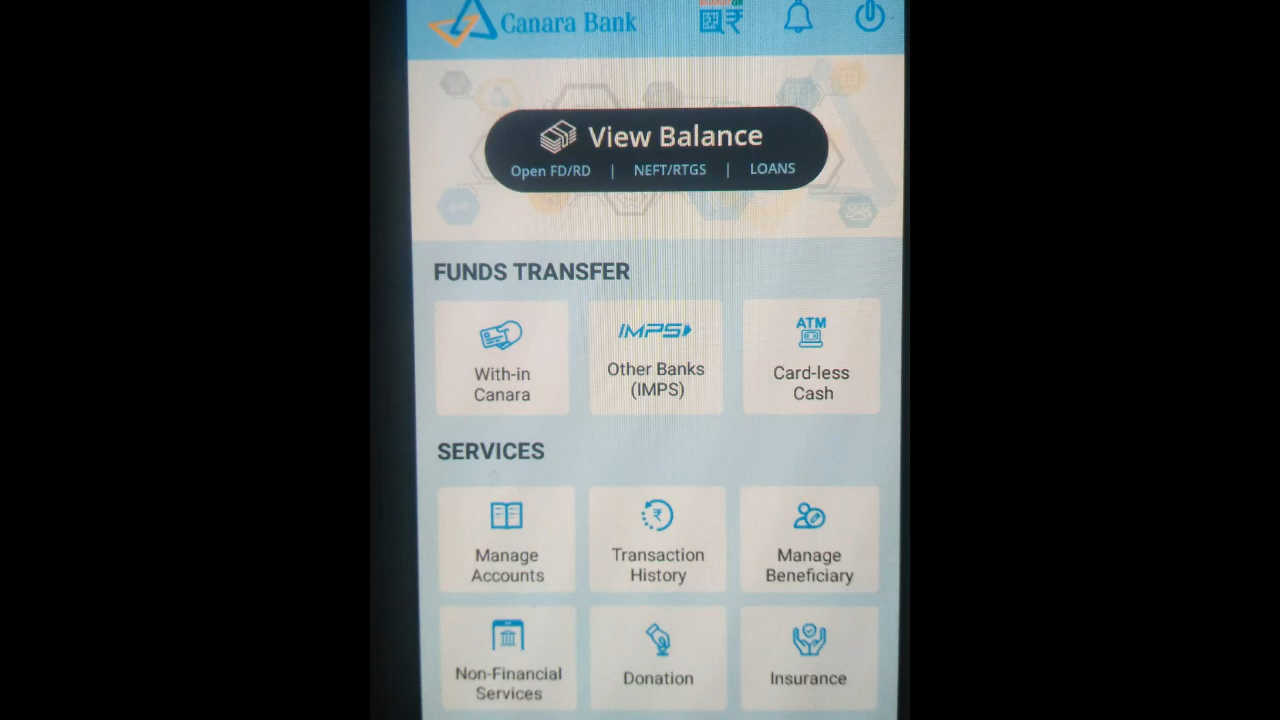 Canara Bank
View Balance
Open FD/RD | NEFT/RTGS | LOANS
FUNDS TRANSFER
IMPS
ATM
With-in
Canara
Other Banks
(IMPS)
Card-less
Cash
SERVICES
Manage
Accounts
Transaction
History
Manage
Beneficiary
Non-Financial
Services
Donation
Insurance